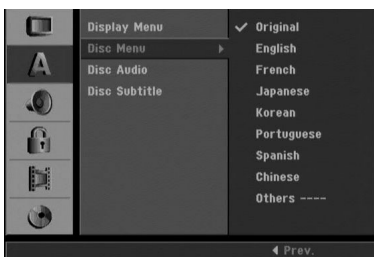 A
Display Menu
Disc Menu
Disc Audio
Disc Subtitle
✓ Original
English
French
Japanese
Korean
Portuguese
Spanish
Chinese
Others ----
◀ Prev.